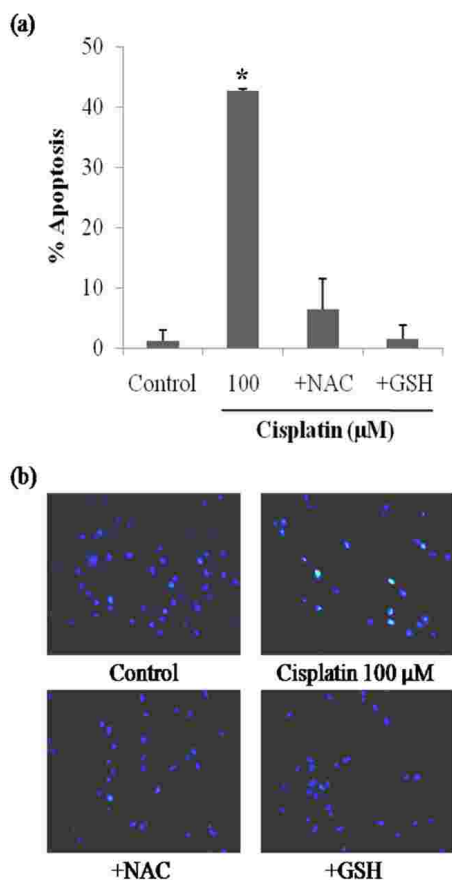 (a)
50
40
30
20
10
0
% Apoptosis
*
Control 100 +NAC +GSH
Cisplatin (μM)
(b)
Control Cisplatin 100 μM
+NAC +GSH